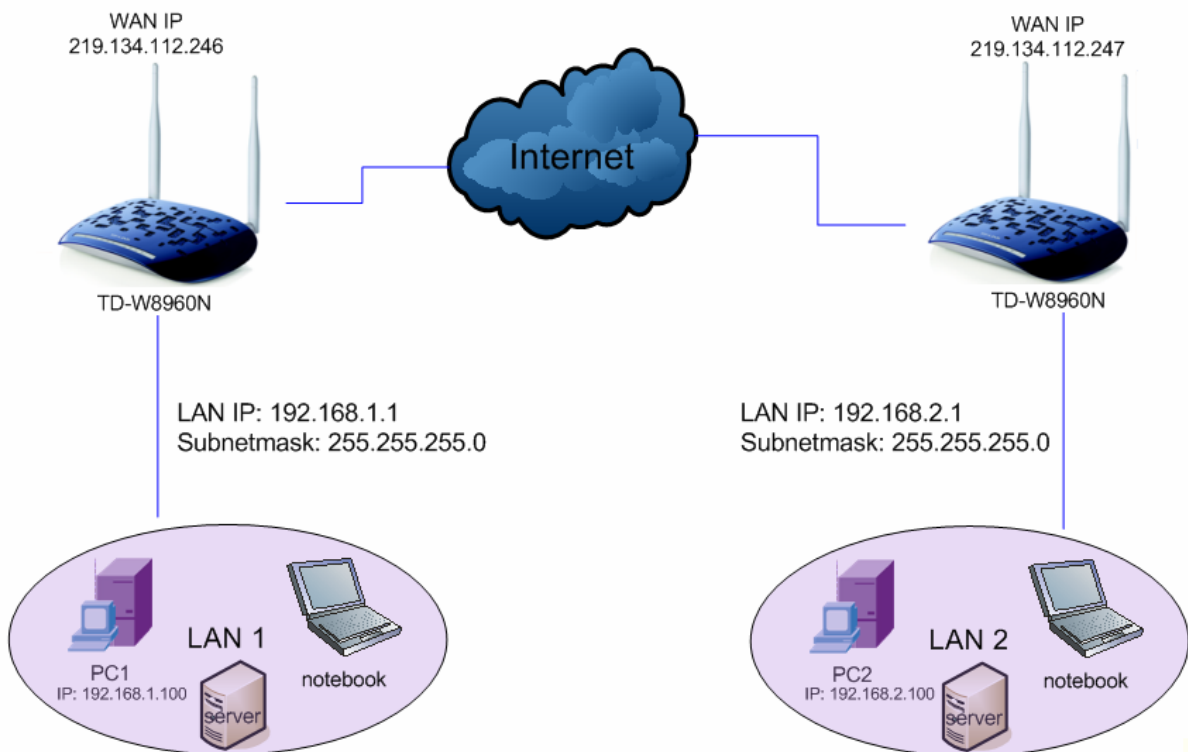 WAN IP
219.134.112.246
WAN IP
219.134.112.247
Internet
TD-W8960N
TD-W8960N
LAN IP: 192.168.1.1
Subnetmask: 255.255.255.0
LAN IP: 192.168.2.1
Subnetmask: 255.255.255.0
LAN 1
PC1
IP: 192.168.1.100
server
notebook
LAN 2
PC2
IP: 192.168.2.100
server
notebook